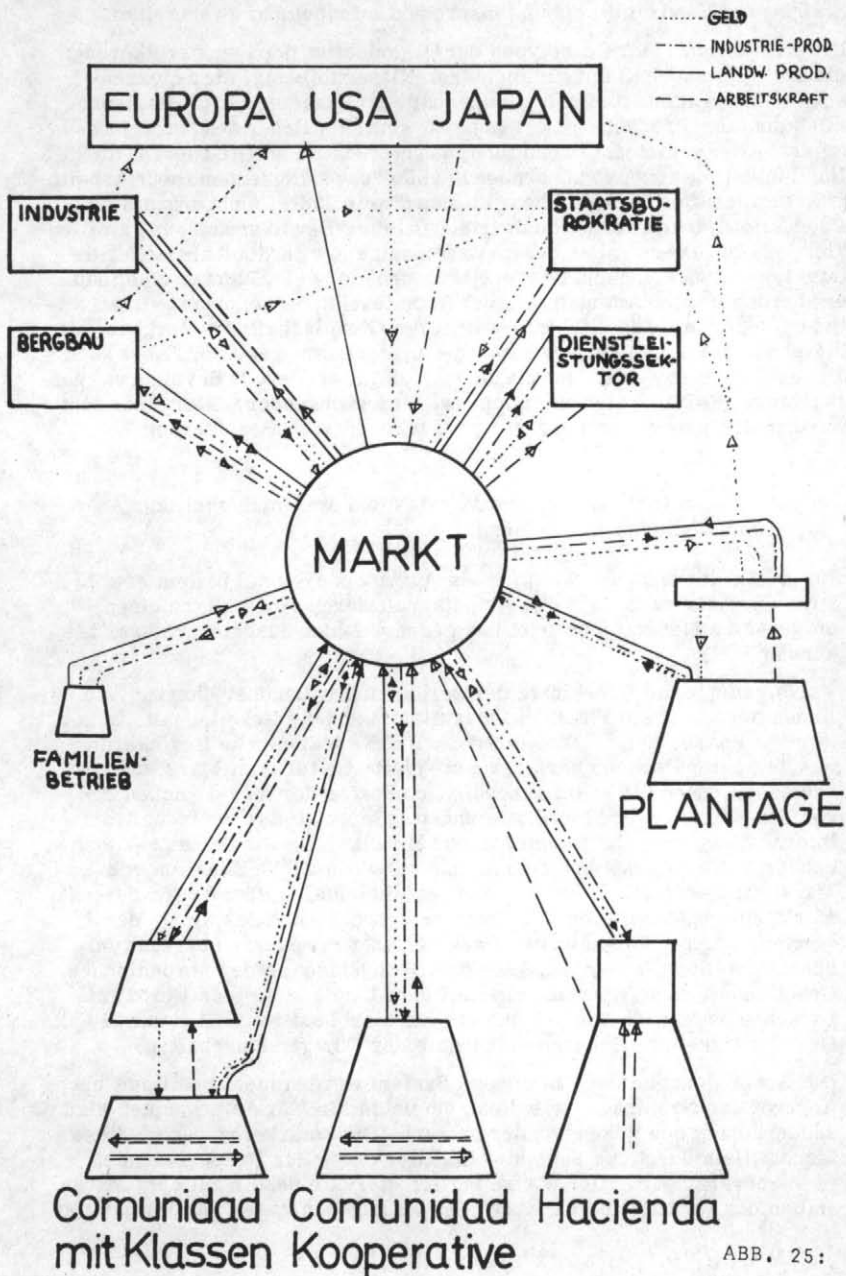 GELD
INDUSTRIE-PROD
LANDW. PROD.
ARBEITSKRAFT
EUROPA USA JAPAN
INDUSTRIE
STAATSBÜ-
ROKRATIE
BERGBAU
DIENSTLEI-
STUNGSSEK-
TOR
MARKT
FAMILIEN-
BETRIEB
PLANTAGE
Comunidad
mit Klassen
Comunidad
Kooperative
Hacienda
ABB. 25: